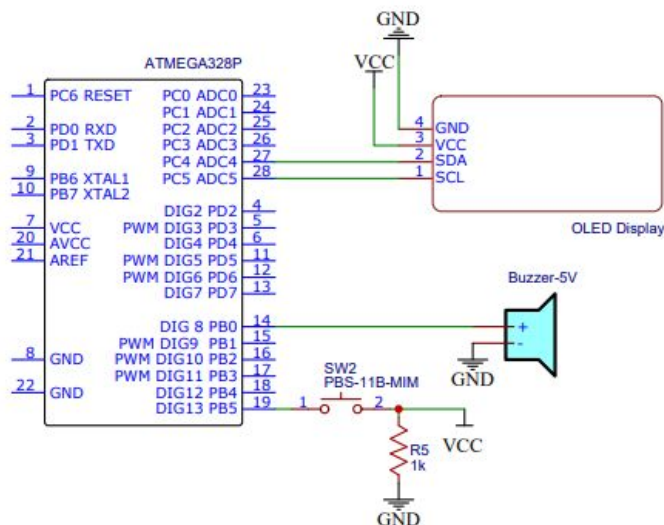 GND
VCC
ATMEGA328P
1 PC6 RESET PC0 ADC0 23
PC1 ADC1 24
2 PD0 RXD PC2 ADC2 25
3 PD1 TXD PC3 ADC3 26
PC4 ADC4 27
9 PB6 XTAL1 PC5 ADC5 28
10 PB7 XTAL2
4 GND
3 VCC
2 SDA
1 SCL
OLED Display
DIG2 PD2 4
7 VCC PWM DIG3 PD3 5
20 AVCC DIG4 PD4 6
21 AREF PWM DIG5 PD5 11
PWM DIG6 PD6 12
DIG7 PD7 13
Buzzer-5V
DIG 8 PB0 14
+
-
GND
PWM DIG9 PB1 15
8 GND PWM DIG10 PB2 16
PWM DIG11 PB3 17
22 GND DIG12 PB4 18
DIG13 PB5 19
SW2
PBS-11B-MIM
1 2
VCC
R5
1k
GND